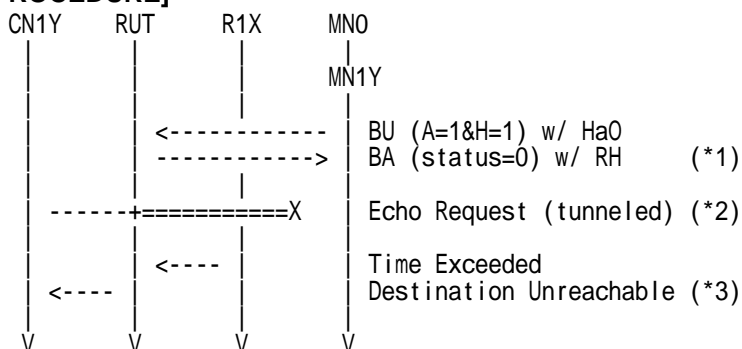 ROCEDURE]
CN1Y RUT R1X MN0
| | | |
| | | MN1Y
| | | |
| <------------ | BU (A=1&H=1) w/ HaO
| ------------> | BA (status=0) w/ RH (*1)
| | | |
| ------+===========X | Echo Request (tunneled) (*2)
| | | |
| | <---- | | Time Exceeded
| <---- | | | Destination Unreachable (*3)
| | | |
V V V V